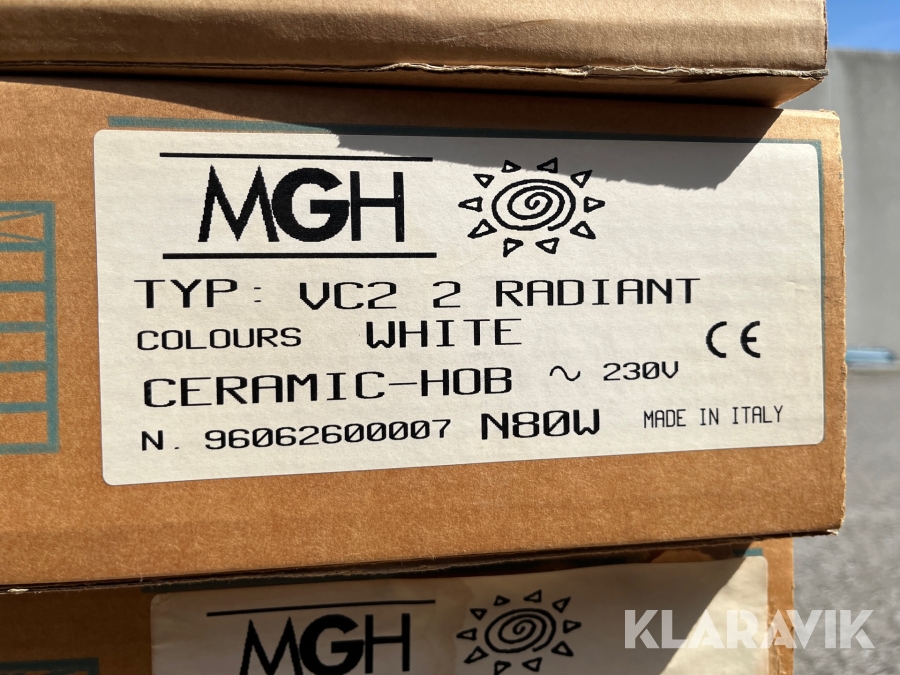 MGH
TYP: VC2 2 RADIANT
COLOURS WHITE
CE
CERAMIC-HOB ~ 230V
N. 96062600007 N80W MADE IN ITALY
MGH
KLARAVIK